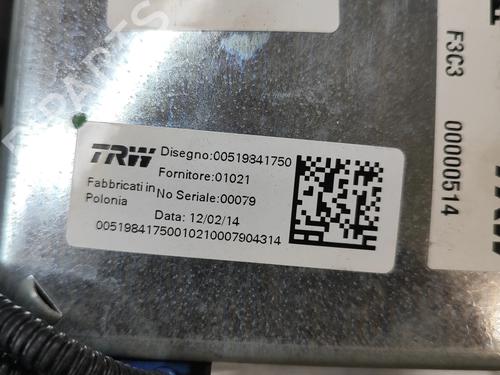 TRW
Disegno:00519841750
Fornitore:01021
Fabbricati in
Polonia
No Seriale:00079
Data: 12/02/14
00519841750010210007904314
F3C3
00000514